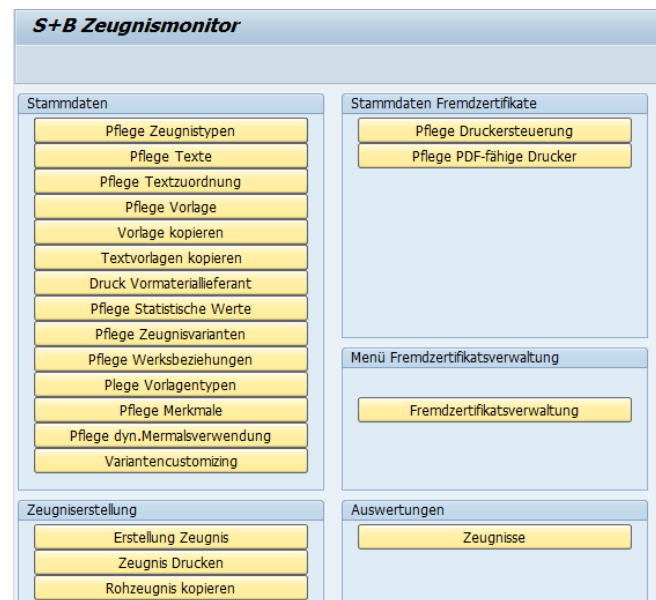 S+B Zeugnismonitor
Stammdaten
Pflege Zeugnistypen
Pflege Texte
Pflege Textzuordnung
Pflege Vorlage
Vorlage kopieren
Textvorlagen kopieren
Druck Vormateriallieferant
Pflege Statistische Werte
Pflege Zeugnisvarianten
Pflege Werksbeziehungen
Plege Vorlagentypen
Pflege Merkmale
Pflege dyn.Mermalsverwendung
Variantencustomizing
Stammdaten Fremdzertifikate
Pflege Druckersteuerung
Pflege PDF-fähige Drucker
Menü Fremdzertifikatsverwaltung
Fremdzertifikatsverwaltung
Zeugniserstellung
Erstellung Zeugnis
Zeugnis Drucken
Rohzeugnis kopieren
Auswertungen
Zeugnisse